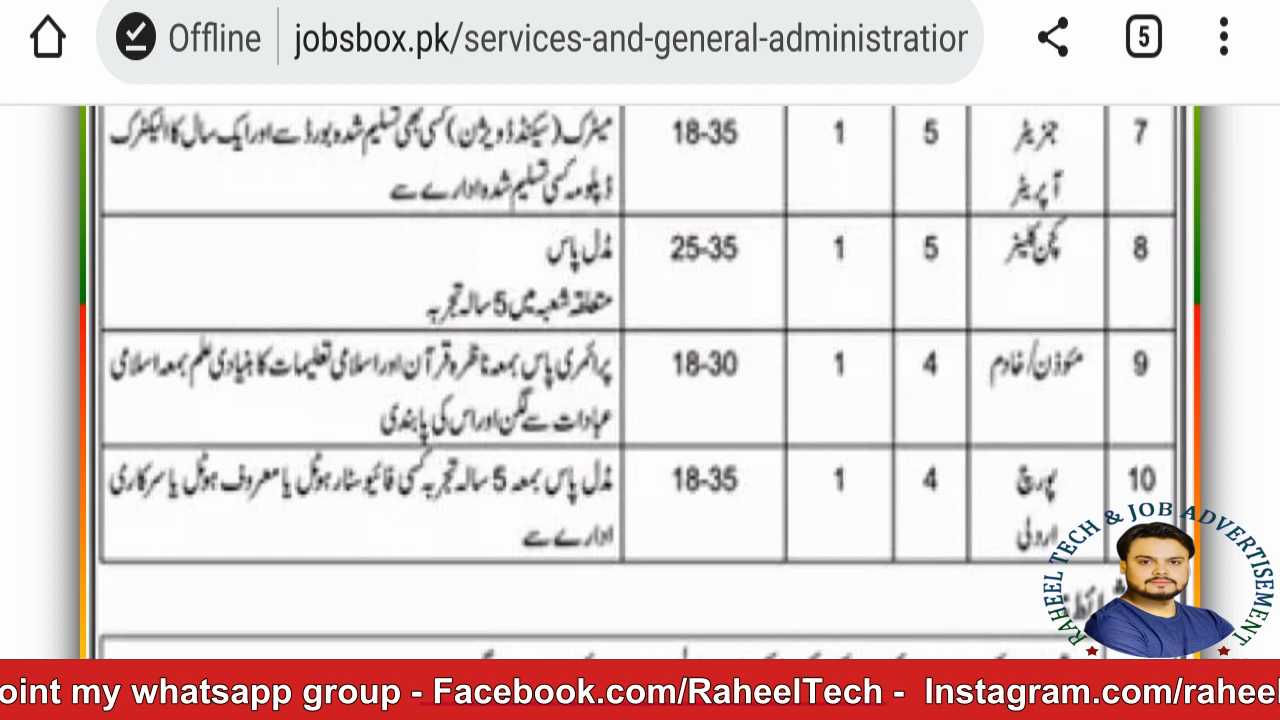 Offline
jobsbox.pk/services-and-general-administration
5
7 جنریٹر آپریٹر 5 1 18-35 میٹرک (سیکنڈ ڈویژن) کسی بھی تسلیم شدہ بورڈ سے اور ایک سال کا الیکٹرک
ڈپلومہ کسی تسلیم شدہ ادارے سے
8 کچن کلینر 5 1 25-35 مڈل پاس
متعلقہ شعبہ میں 5 سالہ تجربہ
9 مئوذن/خادم 4 1 18-30 پرائمری پاس بمعہ ناظرہ قرآن اور اسلامی تعلیمات کا بنیادی علم بمعہ اسلامی
عبادات سے لگن اور اس کی پابندی
10 پورچ اردلی 4 1 18-35 مڈل پاس بمعہ 5 سالہ تجربہ کسی فائیو سٹار ہوٹل یا معروف ہوٹل یا سرکاری
ادارے سے
RAHEEL TECH & JOB ADVERTISEMENT
oint my whatsapp group - Facebook.com/RaheelTech - Instagram.com/raheel